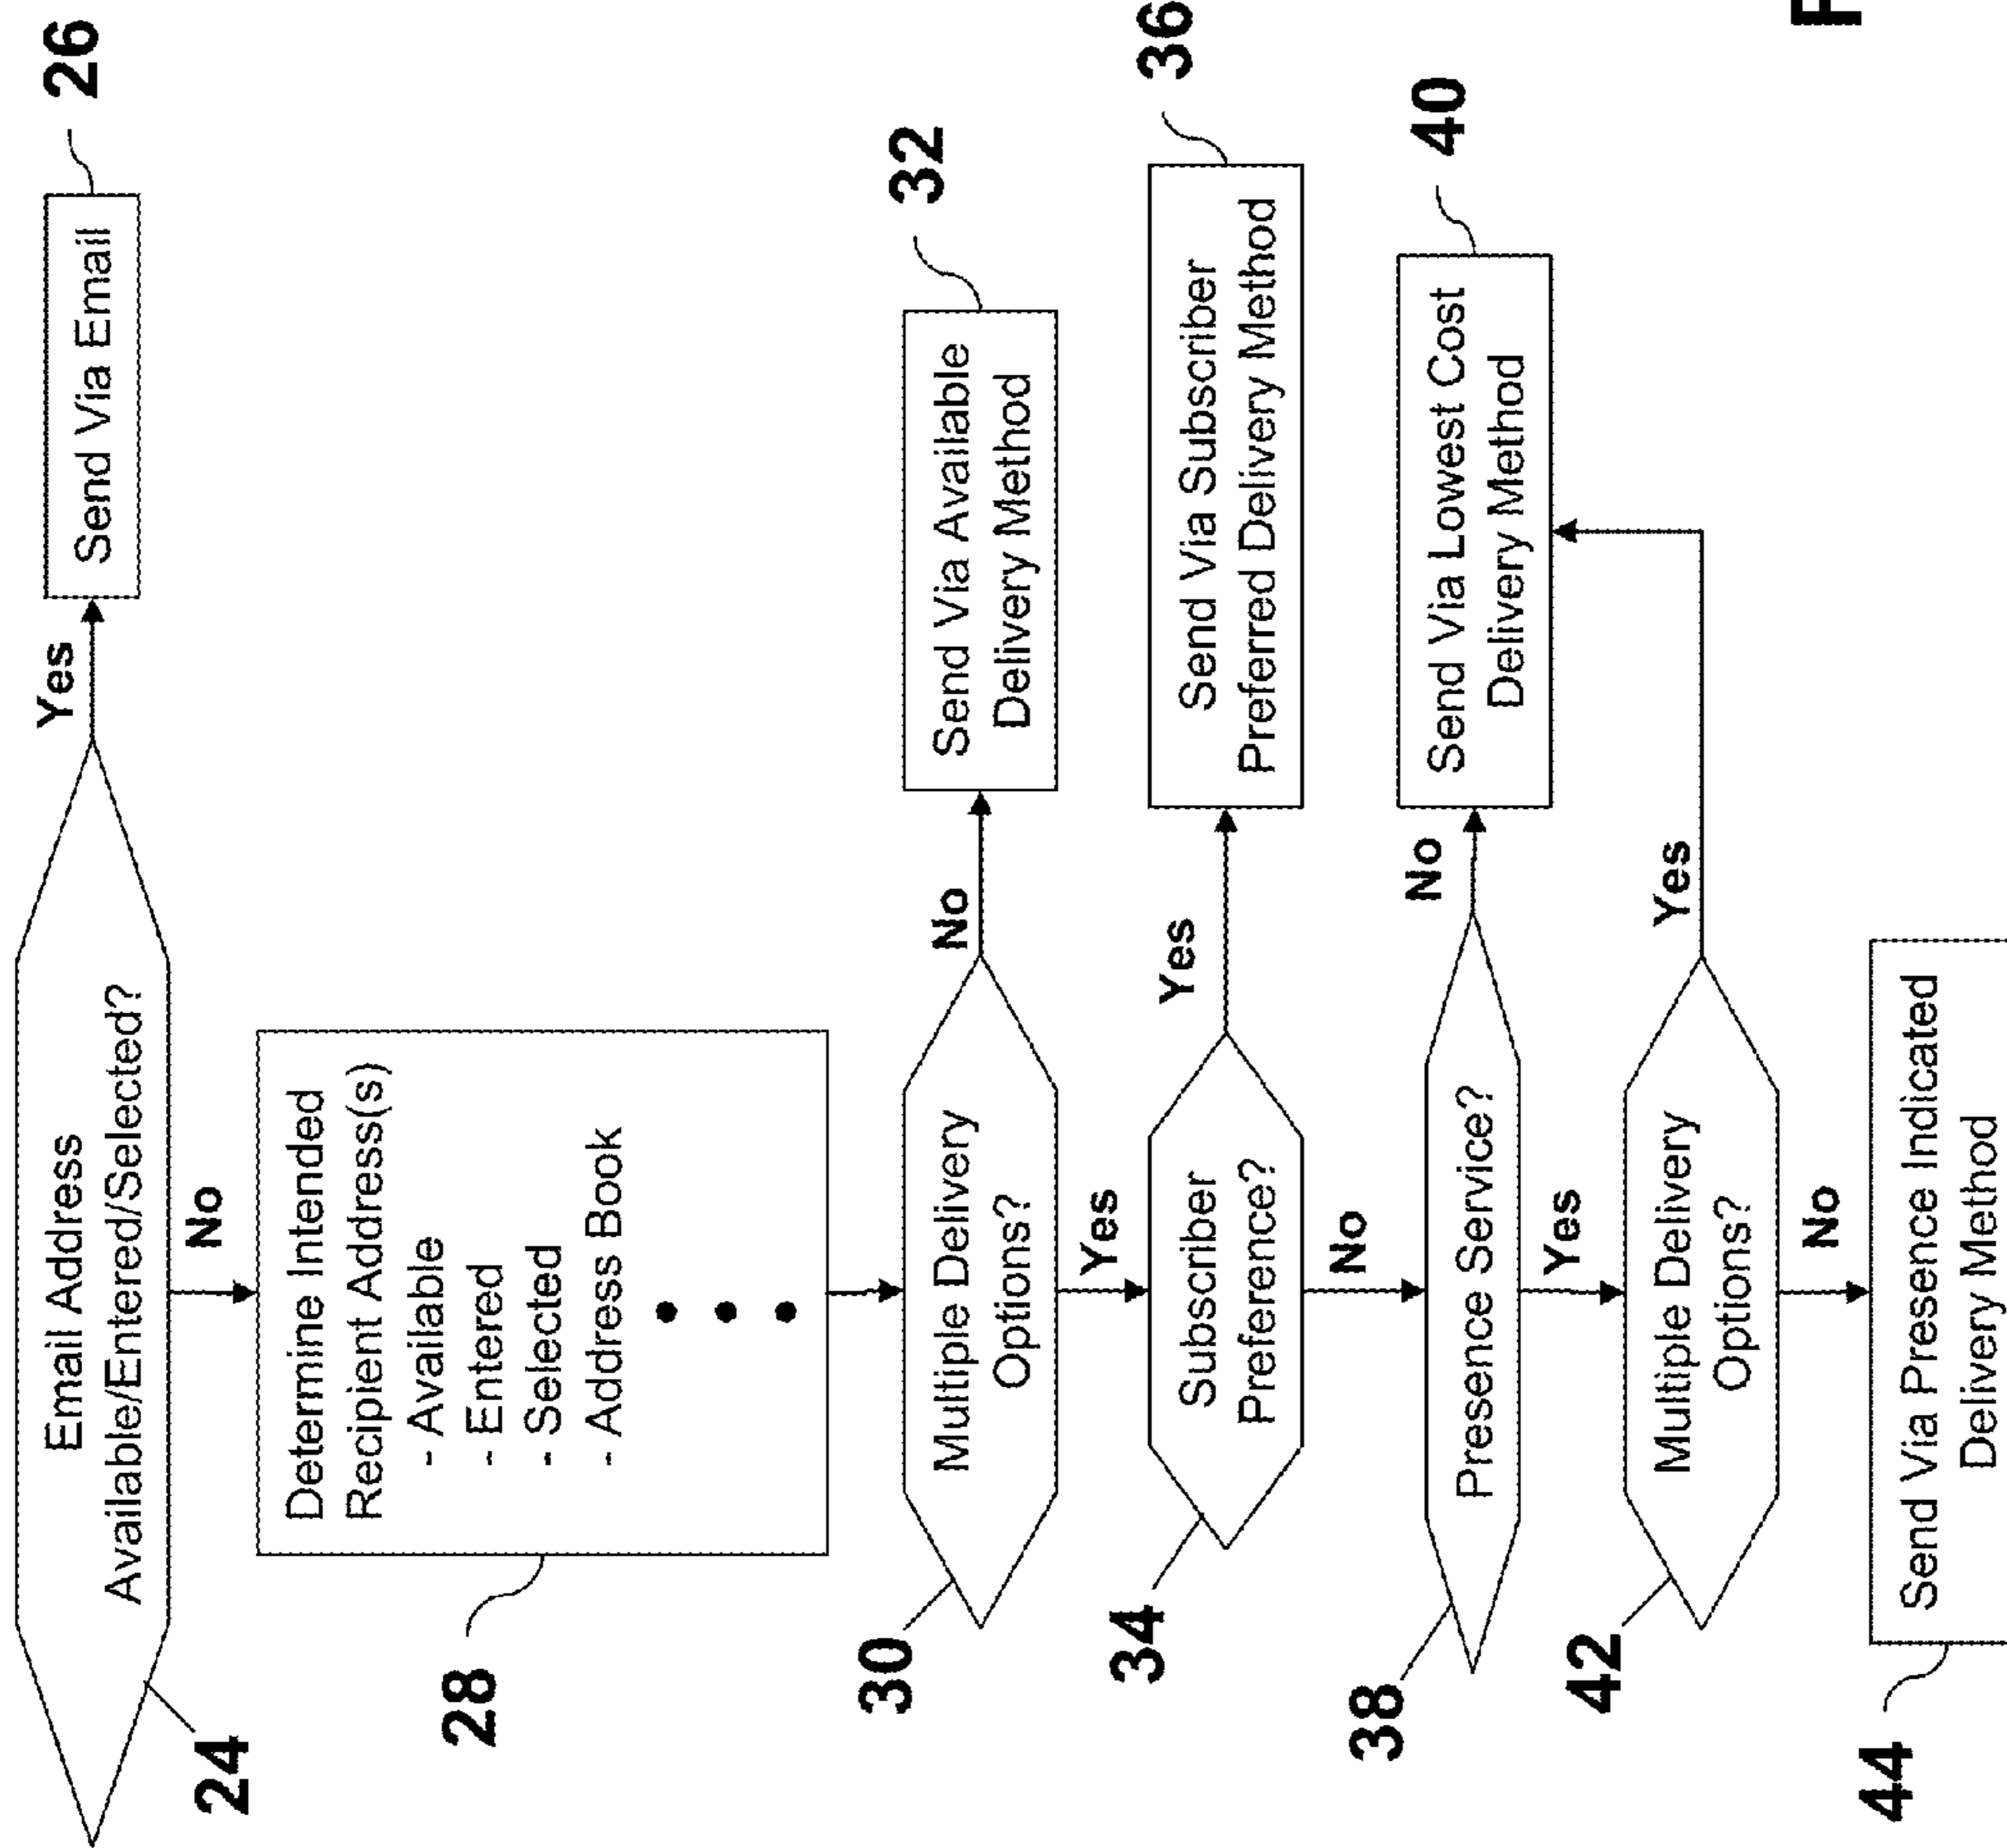 Email Address
Available/Entered/Selected?
24
Yes
Send Via Email
26
No
Determine Intended
Recipient Address(s)
- Available
- Entered
- Selected
- Address Book
28
Multiple Delivery
Options?
30
No
Send Via Available
Delivery Method
32
Yes
Subscriber
Preference?
34
Yes
Send Via Subscriber
Preferred Delivery Method
36
No
Presence Service?
38
No
Send Via Lowest Cost
Delivery Method
40
Yes
Multiple Delivery
Options?
42
Yes
No
Send Via Presence Indicated
Delivery Method
44